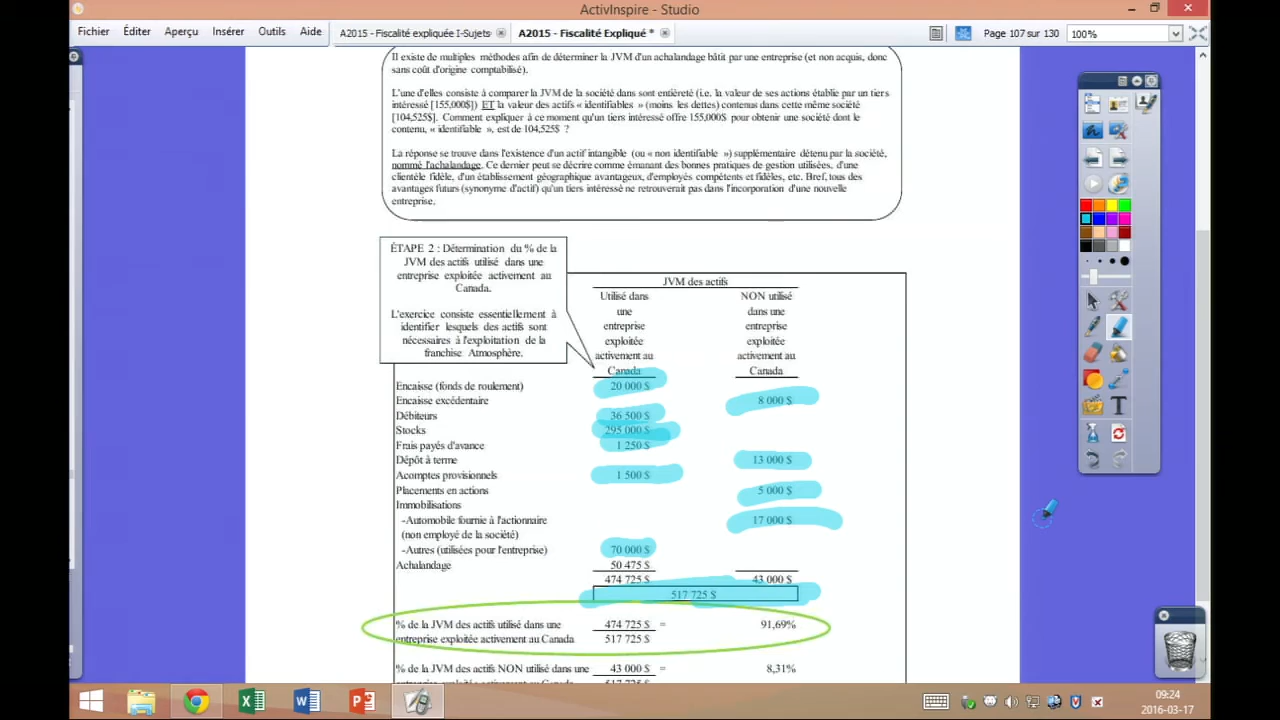 ActivInspire - Studio
Fichier Éditer Aperçu Insérer Outils Aide A2015 - Fiscalité expliquée I-Sujets A2015 - Fiscalité Expliqué * Page 107 sur 130 100%
Il existe de multiples méthodes afin de déterminer la JVM d'un achalandage bâtit par une entreprise (et non acquis, donc
sans coût d'origine comptabilisé).
L'une d'elles consiste à comparer la JVM de la société dans son entièreté (i.e. la valeur de ses actions établie par un tiers
intéressé [155,000$]) ET la valeur des actifs « identifiables » (moins les dettes) contenus dans cette même société
[104,525$]. Comment expliquer à ce moment qu'un tiers intéressé offre 155,000$ pour obtenir une société dont le
contenu, « identifiable », est de 104,525$ ?
La réponse se trouve dans l'existence d'un actif intangible (ou « non identifiable ») supplémentaire détenu par la société,
nommé l'achalandage. Ce dernier peut se décrire comme émanant des bonnes pratiques de gestion utilisées, d'une
clientèle fidèle, d'un établissement géographique avantageux, d'employés compétents et fidèles, etc. Bref, tous des
avantages futurs (synonyme d'actif) qu'un tiers intéressé ne retrouverait pas dans l'incorporation d'une nouvelle
entreprise.
ÉTAPE 2 : Détermination du % de la
JVM des actifs utilisé dans une
entreprise exploitée activement au
Canada.
L'exercice consiste essentiellement à
identifier lesquels des actifs sont
nécessaires à l'exploitation de la
franchise Atmosphère.
JVM des actifs
Utilisé dans NON utilisé
une dans une
entreprise entreprise
exploitée exploitée
activement au activement au
Canada Canada
Encaisse (fonds de roulement) 20 000 $
Encaisse excédentaire 8 000 $
Débiteurs 36 500 $
Stocks 295 000 $
Frais payés d'avance 1 250 $
Dépôt à terme 13 000 $
Acomptes provisionnels 1 500 $
Placements en actions 5 000 $
Immobilisations
-Automobile fournie à l'actionnaire 17 000 $
(non employé de la société)
-Autres (utilisées pour l'entreprise) 70 000 $
Achalandage 50 475 $
474 725 $ 43 000 $
517 725 $
% de la JVM des actifs utilisé dans une 474 725 $ = 91,69%
entreprise exploitée activement au Canada 517 725 $
% de la JVM des actifs NON utilisé dans une 43 000 $ = 8,31%
entreprise exploitée activement au Canada 517 725 $
09:24
2016-03-17